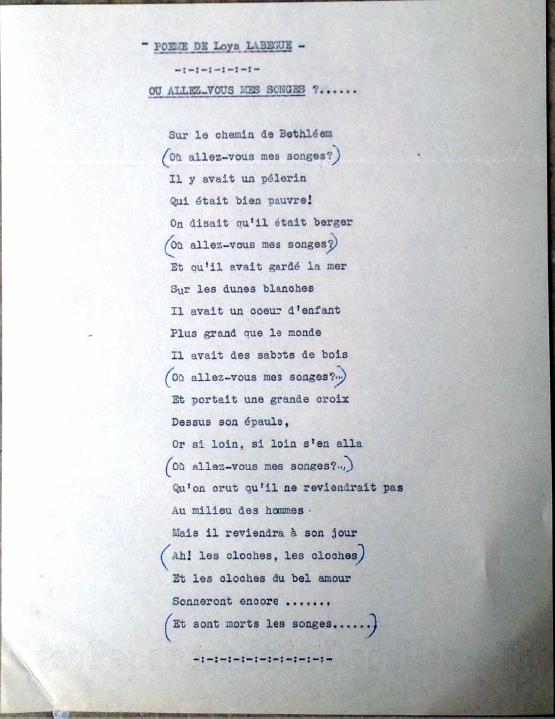 - POEME DE Loys LABEGUE -
-:-:-:-:-:-:-
OU ALLEZ-VOUS MES SONGES ?......
Sur le chemin de Bethléem
(Où allez-vous mes songes?)
Il y avait un pélerin
Qui était bien pauvre!
On disait qu'il était berger
(Où allez-vous mes songes?)
Et qu'il avait gardé la mer
Sur les dunes blanches
Il avait un coeur d'enfant
Plus grand que le monde
Il avait des sabots de bois
(Où allez-vous mes songes?...)
Et portait une grande croix
Dessus son épaule,
Or si loin, si loin s'en alla
(Où allez-vous mes songes?...)
Qu'on crut qu'il ne reviendrait pas
Au milieu des hommes.
Mais il reviendra à son jour
(Ah! les cloches, les cloches)
Et les cloches du bel amour
Sonneront encore .......
(Et sont morts les songes......)
-:-:-:-:-:-:-:-:-:-:-